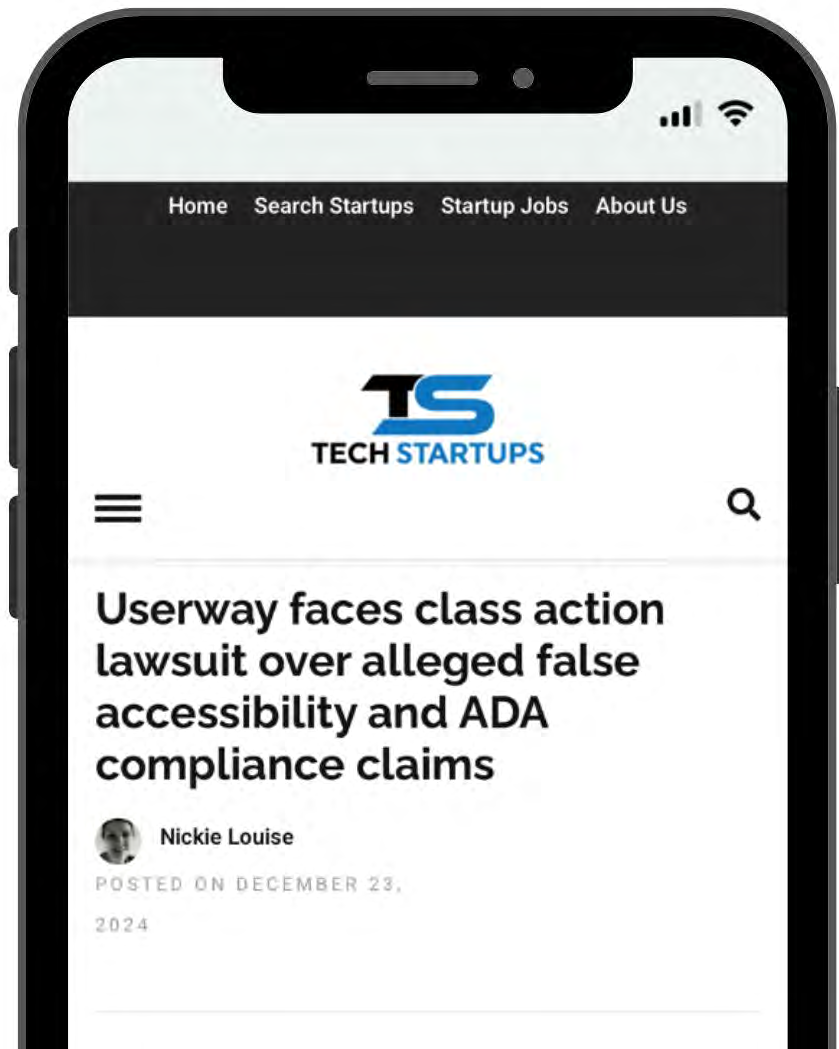 Home Search Startups Startup Jobs About Us
TS
TECH STARTUPS
Userway faces class action
lawsuit over alleged false
accessibility and ADA
compliance claims
Nickie Louise
POSTED ON DECEMBER 23,
2024